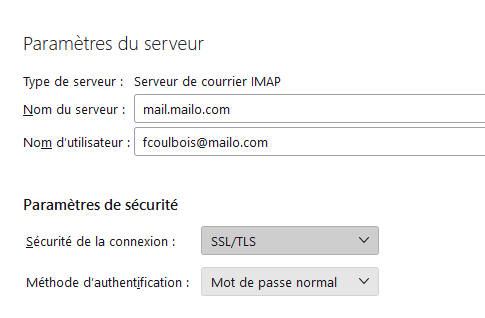 Paramètres du serveur
Type de serveur : Serveur de courrier IMAP
Nom du serveur : mail.mailo.com
Nom d'utilisateur : fcoulbois@mailo.com
Paramètres de sécurité
Sécurité de la connexion : SSL/TLS
Méthode d'authentification : Mot de passe normal